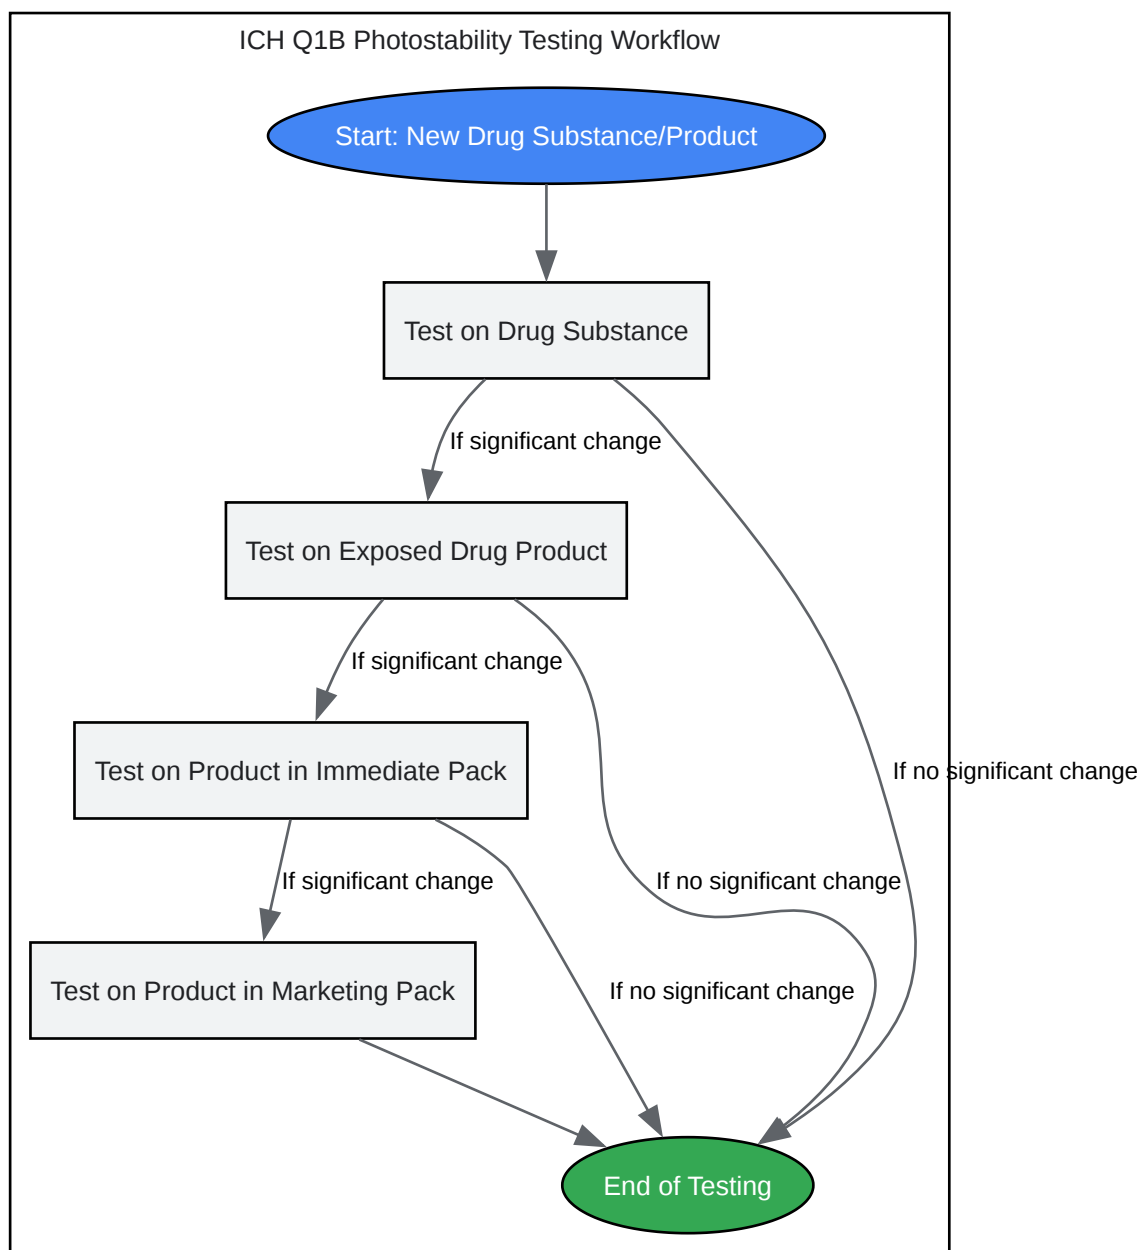 ICH Q1B Photostability Testing Workflow
Start: New Drug Substance/Product
Test on Drug Substance
If significant change
Test on Exposed Drug Product
If significant change
Test on Product in Immediate Pack
If no significant change
If significant change
If no significant change
Test on Product in Marketing Pack
If no significant change
End of Testing